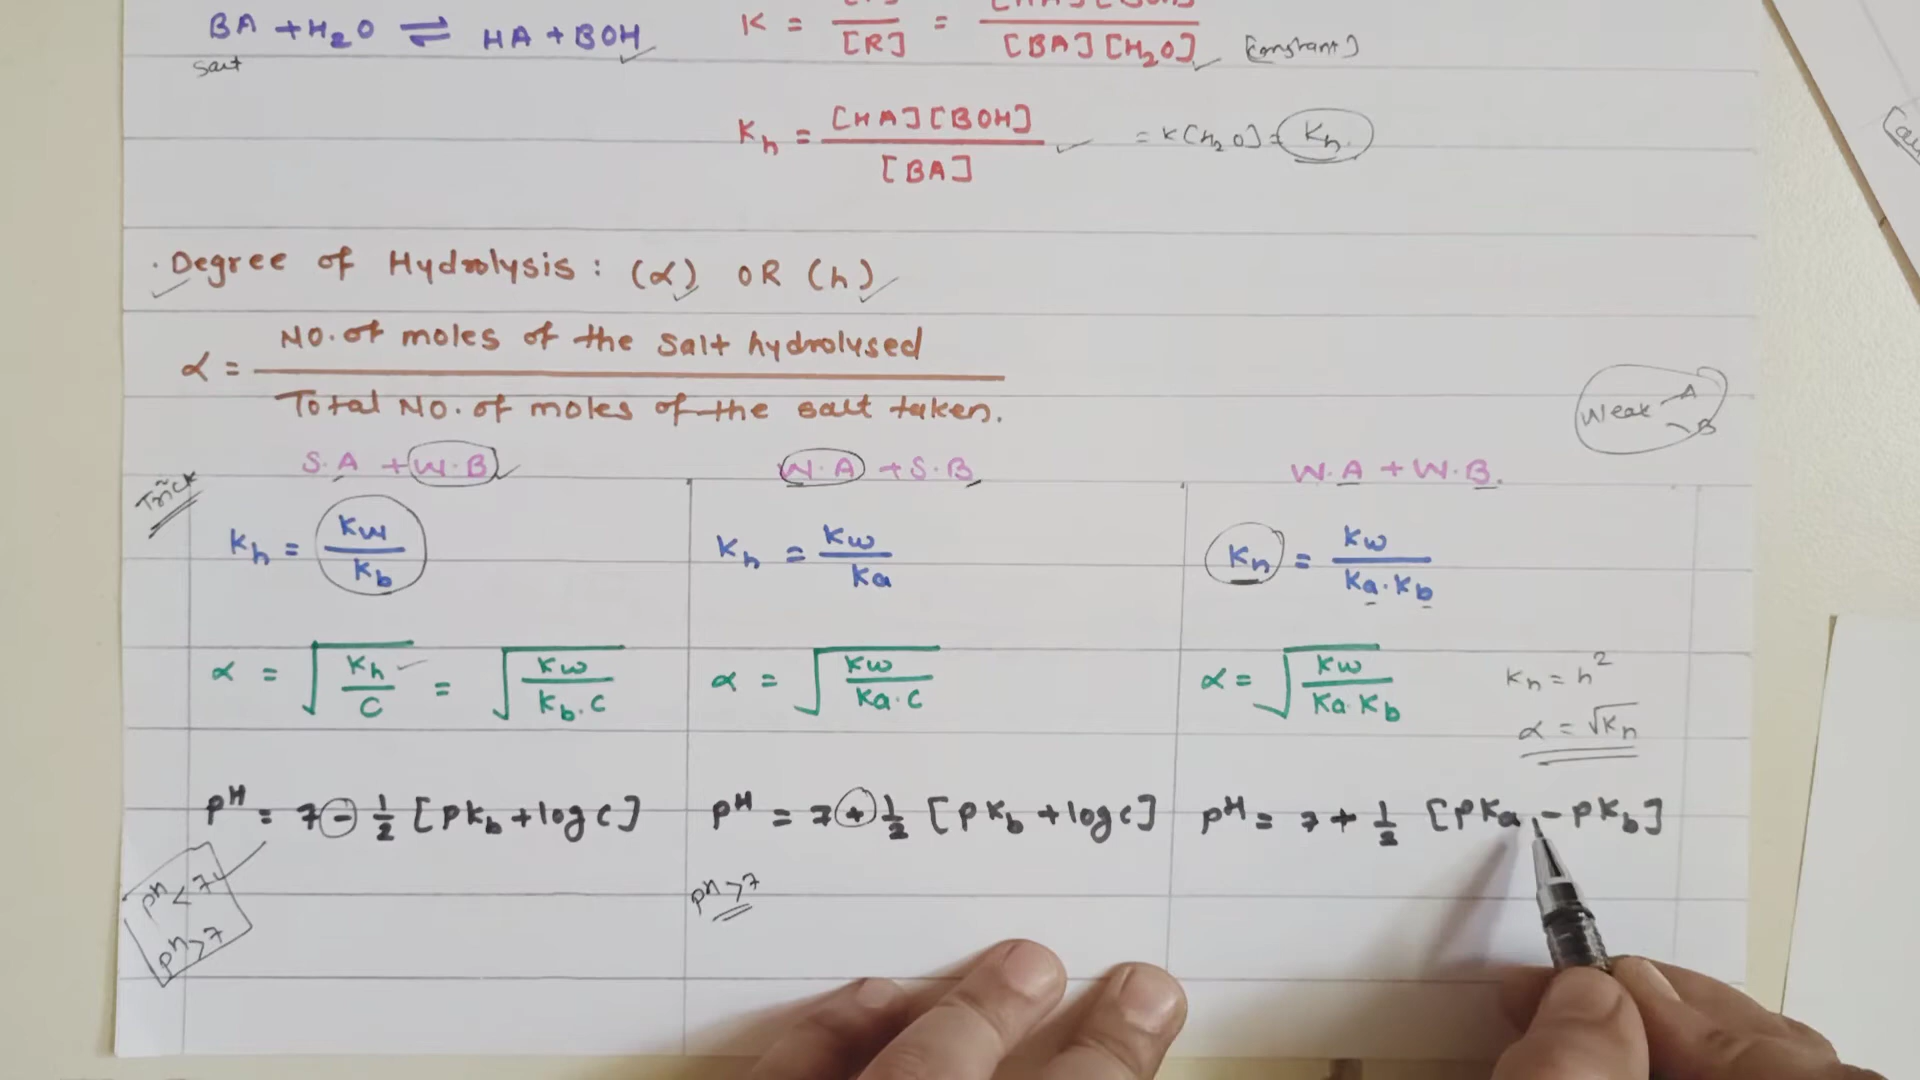 BA + H2O ⇌ HA + BOH
salt
K = [R] = [BA][H2O] [constant]
Kh = [HA][BOH] / [BA] = K[H2O] = Kh.
. Degree of Hydrolysis : (α) OR (h)
α = No. of moles of the salt hydrolysed / Total No. of moles of the salt taken.
Weak A
B
Trick
S.A + W.B
Kh = Kw / Kb
α = √(Kh / C) = √(Kw / Kb.C)
pH = 7 - 1/2 [pKb + log C]
pH < 7
pH > 7
W.A + S.B
Kh = Kw / Ka
α = √(Kw / Ka.C)
pH = 7 + 1/2 [pKb + log C]
pH > 7
W.A + W.B.
Kh = Kw / Ka.Kb
α = √(Kw / Ka Kb)
Kh = h²
α = √Kh
pH = 7 + 1/2 [pKa - pKb]